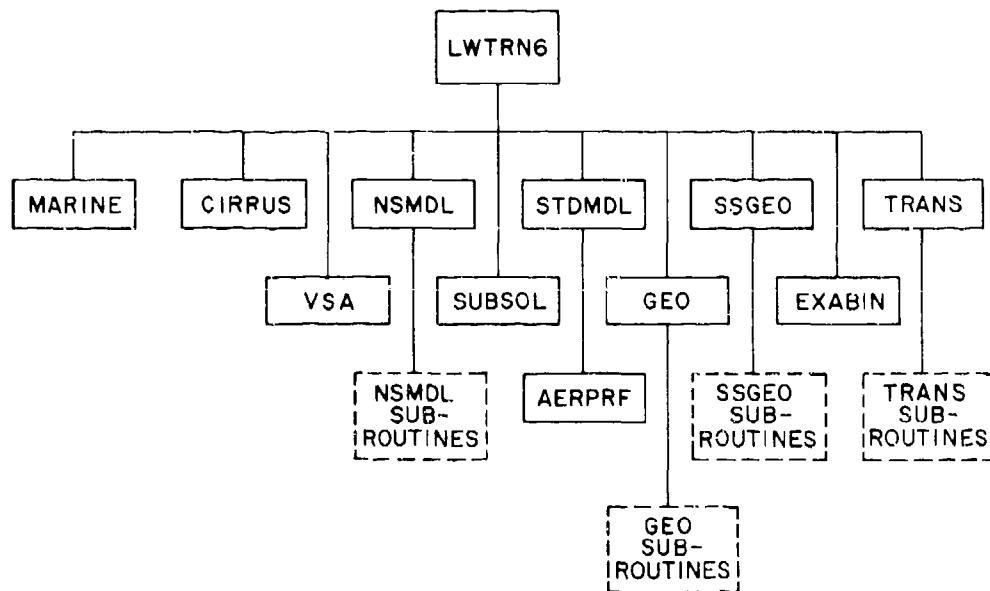 LWTRN6
MARINE
CIRRUS
NSMDL
STDMDL
SSGEO
TRANS
VSA
SUBSOL
GEO
EXABIN
NSMDL
SUB-
ROUTINES
AERPRF
SSGEO
SUB-
ROUTINES
TRANS
SUB-
ROUTINES
GEO
SUB-
ROUTINES